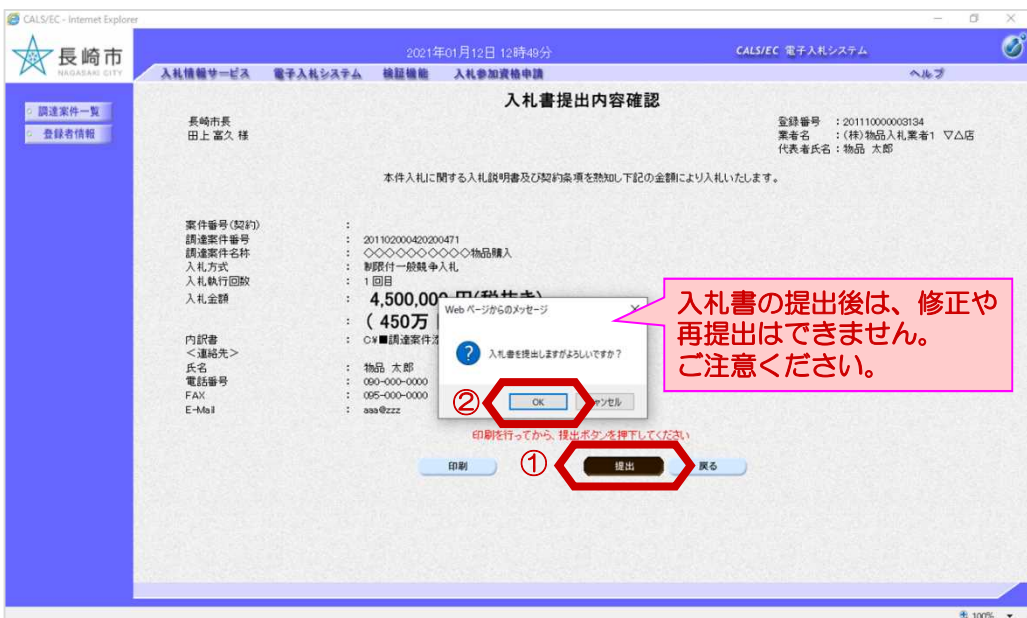 CALS/EC - Internet Explorer
長崎市
NAGASAKI CITY
2021年01月12日 12時49分
CALS/EC 電子入札システム
入札情報サービス 電子入札システム 検証機能 入札参加資格申請 ヘルプ
調達案件一覧
登録者情報
入札書提出内容確認
長崎市長
田上 富久 様
登録番号 : 201110000003134
業者名 : (株)物品入札業者1 ▽△店
代表者氏名 : 物品 太郎
本件入札に関する入札説明書及び契約条項を熟知し下記の金額により入札いたします。
案件番号(契約) :
調達案件番号 : 201102000420200471
調達案件名称 : ◇◇◇◇◇◇◇◇◇◇物品購入
入札方式 : 制限付一般競争入札
入札執行回数 : 1回目
入札金額 : 4,500,000 円(税抜き)
: ( 450万
内訳書 : C¥■調達案件
<連絡先>
氏名 : 物品 太郎
電話番号 : 090-000-0000
FAX : 095-000-0000
E-Mail : aaa@zzz
Web ページからのメッセージ
入札書を提出しますがよろしいですか?
② OK キャンセル
入札書の提出後は、修正や
再提出はできません。
ご注意ください。
印刷を行ってから、提出ボタンを押下してください
印刷 ① 提出 戻る
100%